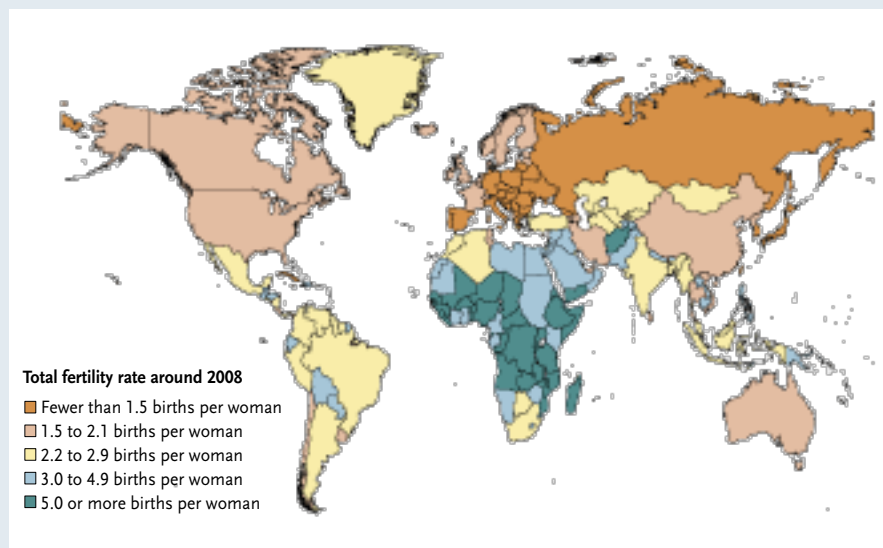 Total fertility rate around 2008
Fewer than 1.5 births per woman
1.5 to 2.1 births per woman
2.2 to 2.9 births per woman
3.0 to 4.9 births per woman
5.0 or more births per woman